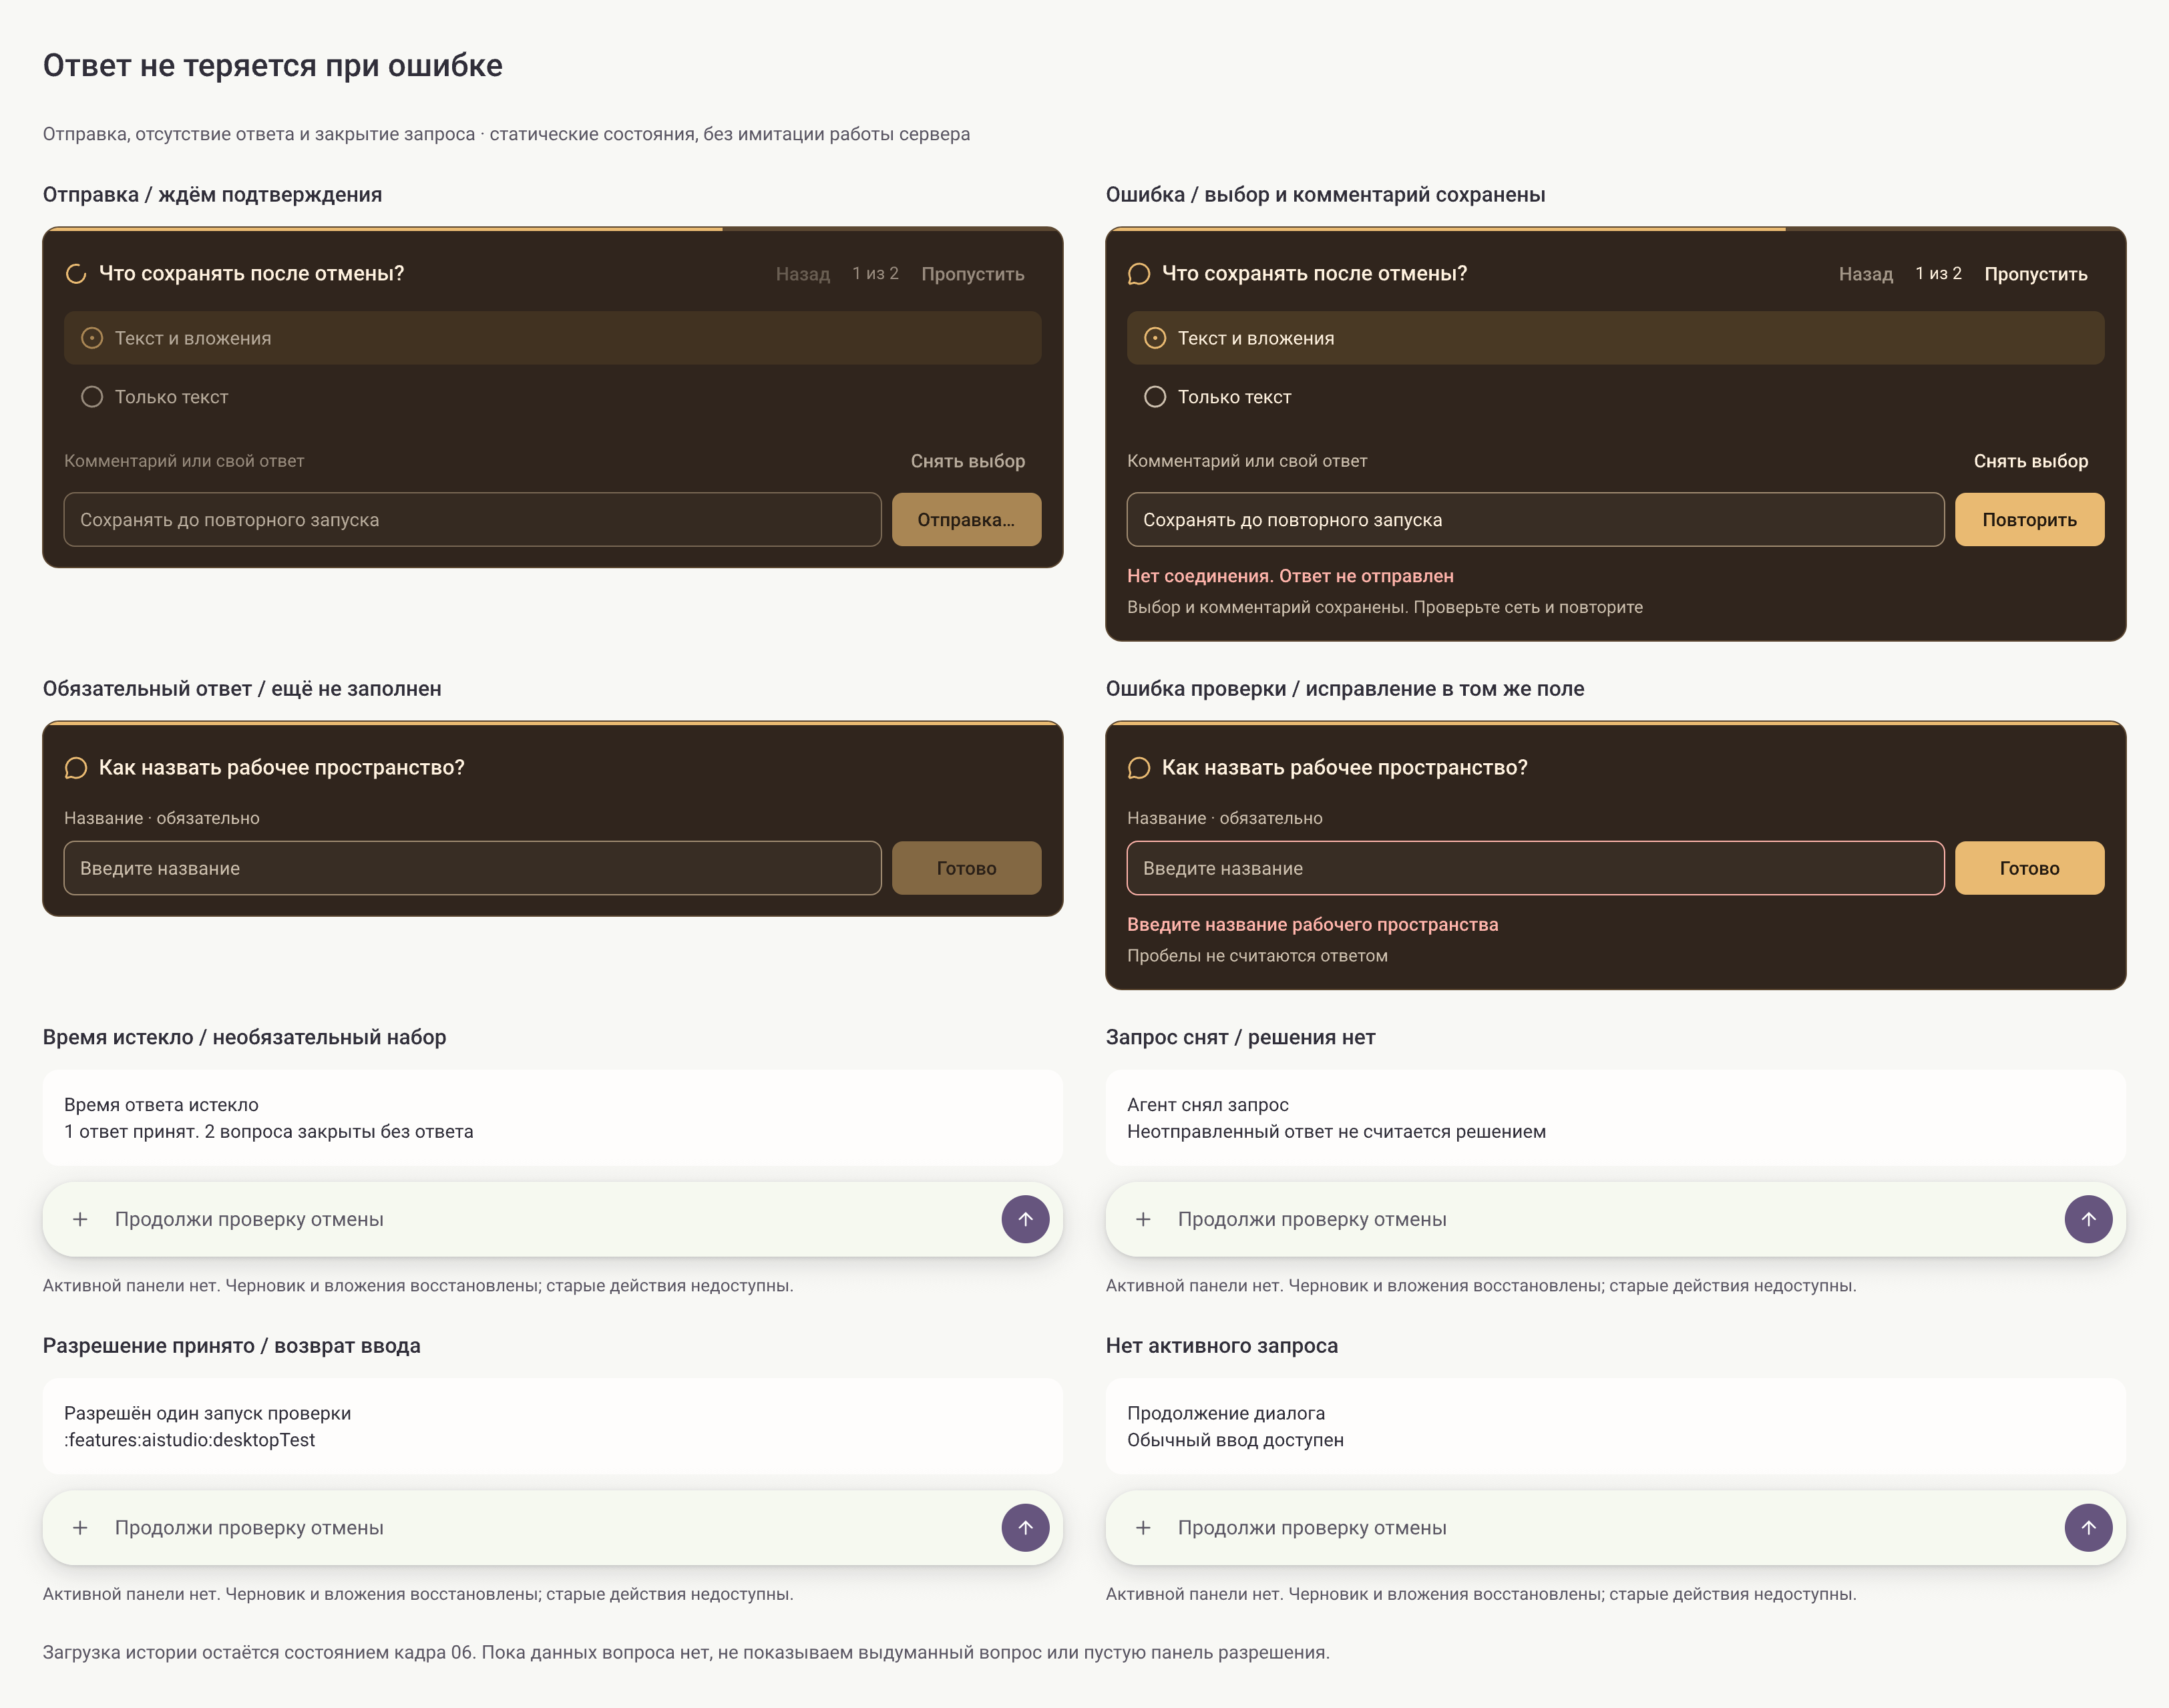 Ответ не теряется при ошибке
Отправка, отсутствие ответа и закрытие запроса · статические состояния, без имитации работы сервера
Отправка / ждём подтверждения
Что сохранять после отмены?
Назад
1 из 2
Пропустить
Текст и вложения
Только текст
Комментарий или свой ответ
Снять выбор
Сохранять до повторного запуска
Отправка...
Ошибка / выбор и комментарий сохранены
Что сохранять после отмены?
Назад
1 из 2
Пропустить
Текст и вложения
Только текст
Комментарий или свой ответ
Снять выбор
Сохранять до повторного запуска
Повторить
Нет соединения. Ответ не отправлен
Выбор и комментарий сохранены. Проверьте сеть и повторите
Обязательный ответ / ещё не заполнен
Как назвать рабочее пространство?
Название · обязательно
Введите название
Готово
Ошибка проверки / исправление в том же поле
Как назвать рабочее пространство?
Название · обязательно
Введите название
Готово
Введите название рабочего пространства
Пробелы не считаются ответом
Время истекло / необязательный набор
Время ответа истекло
1 ответ принят. 2 вопроса закрыты без ответа
Продолжи проверку отмены
Активной панели нет. Черновик и вложения восстановлены; старые действия недоступны.
Запрос снят / решения нет
Агент снял запрос
Неотправленный ответ не считается решением
Продолжи проверку отмены
Активной панели нет. Черновик и вложения восстановлены; старые действия недоступны.
Разрешение принято / возврат ввода
Разрешён один запуск проверки
:features:aistudio:desktopTest
Продолжи проверку отмены
Активной панели нет. Черновик и вложения восстановлены; старые действия недоступны.
Нет активного запроса
Продолжение диалога
Обычный ввод доступен
Продолжи проверку отмены
Активной панели нет. Черновик и вложения восстановлены; старые действия недоступны.
Загрузка истории остаётся состоянием кадра 06. Пока данных вопроса нет, не показываем выдуманный вопрос или пустую панель разрешения.